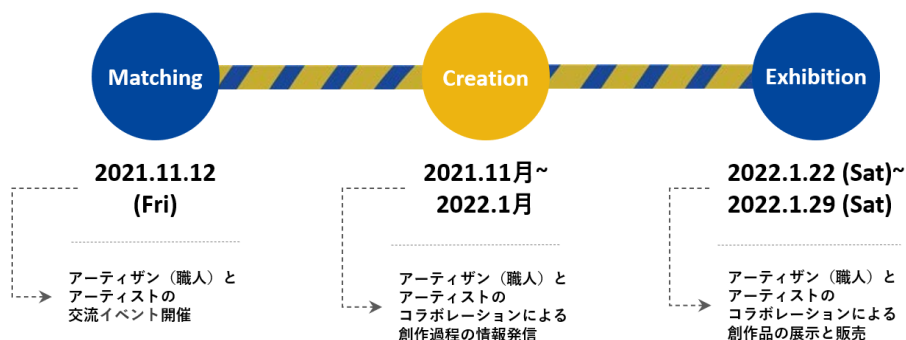 Matching
Creation
Exhibition
2021.11.12
(Fri)
アーティザン（職人）と
アーティストの
交流イベント開催
2021.11月~
2022.1月
アーティザン（職人）と
アーティストの
コラボレーションによる
創作過程の情報発信
2022.1.22 (Sat)~
2022.1.29 (Sat)
アーティザン（職人）と
アーティストの
コラボレーションによる
創作品の展示と販売